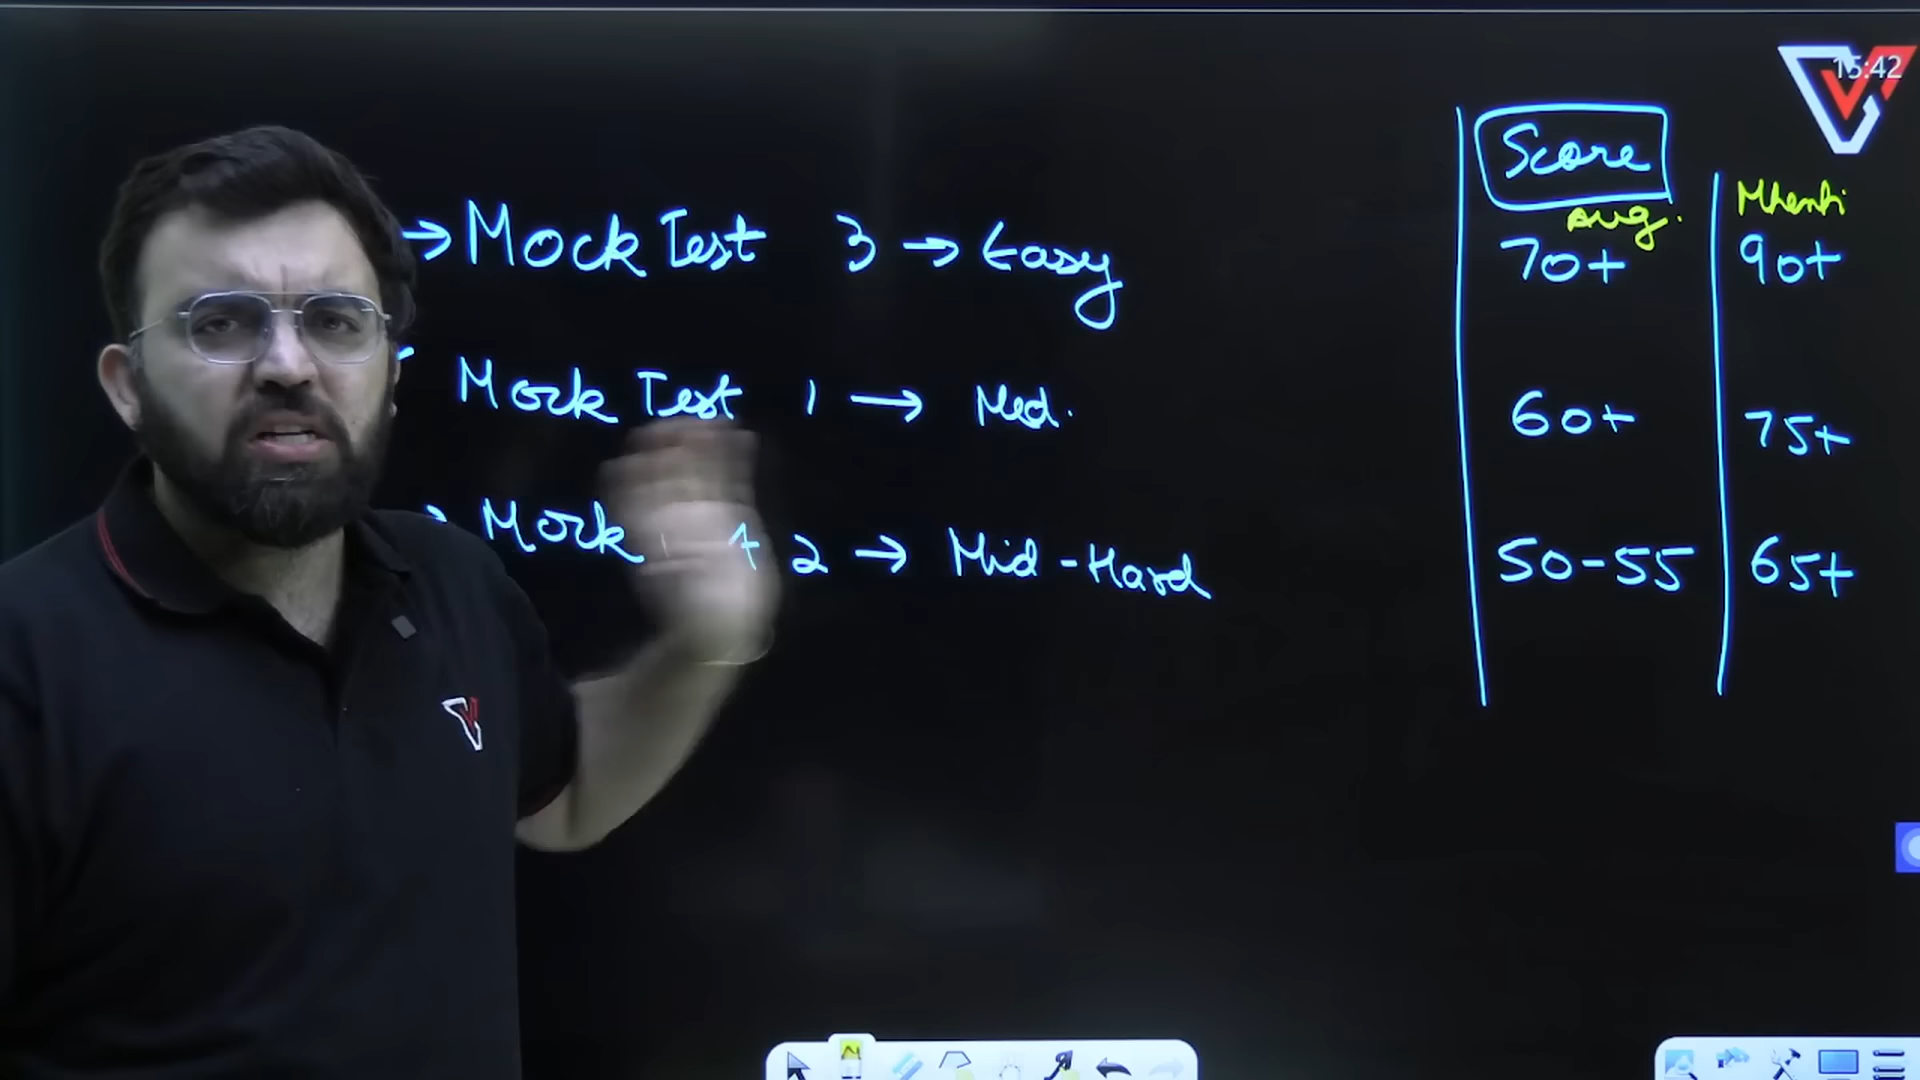 15:42
Score
Avg.
→ Mock Test 3 → Easy 70+ 90+
Mock Test 1 → Med. 60+ 75+
Mock 2 → Mid-Hard 50-55 65+